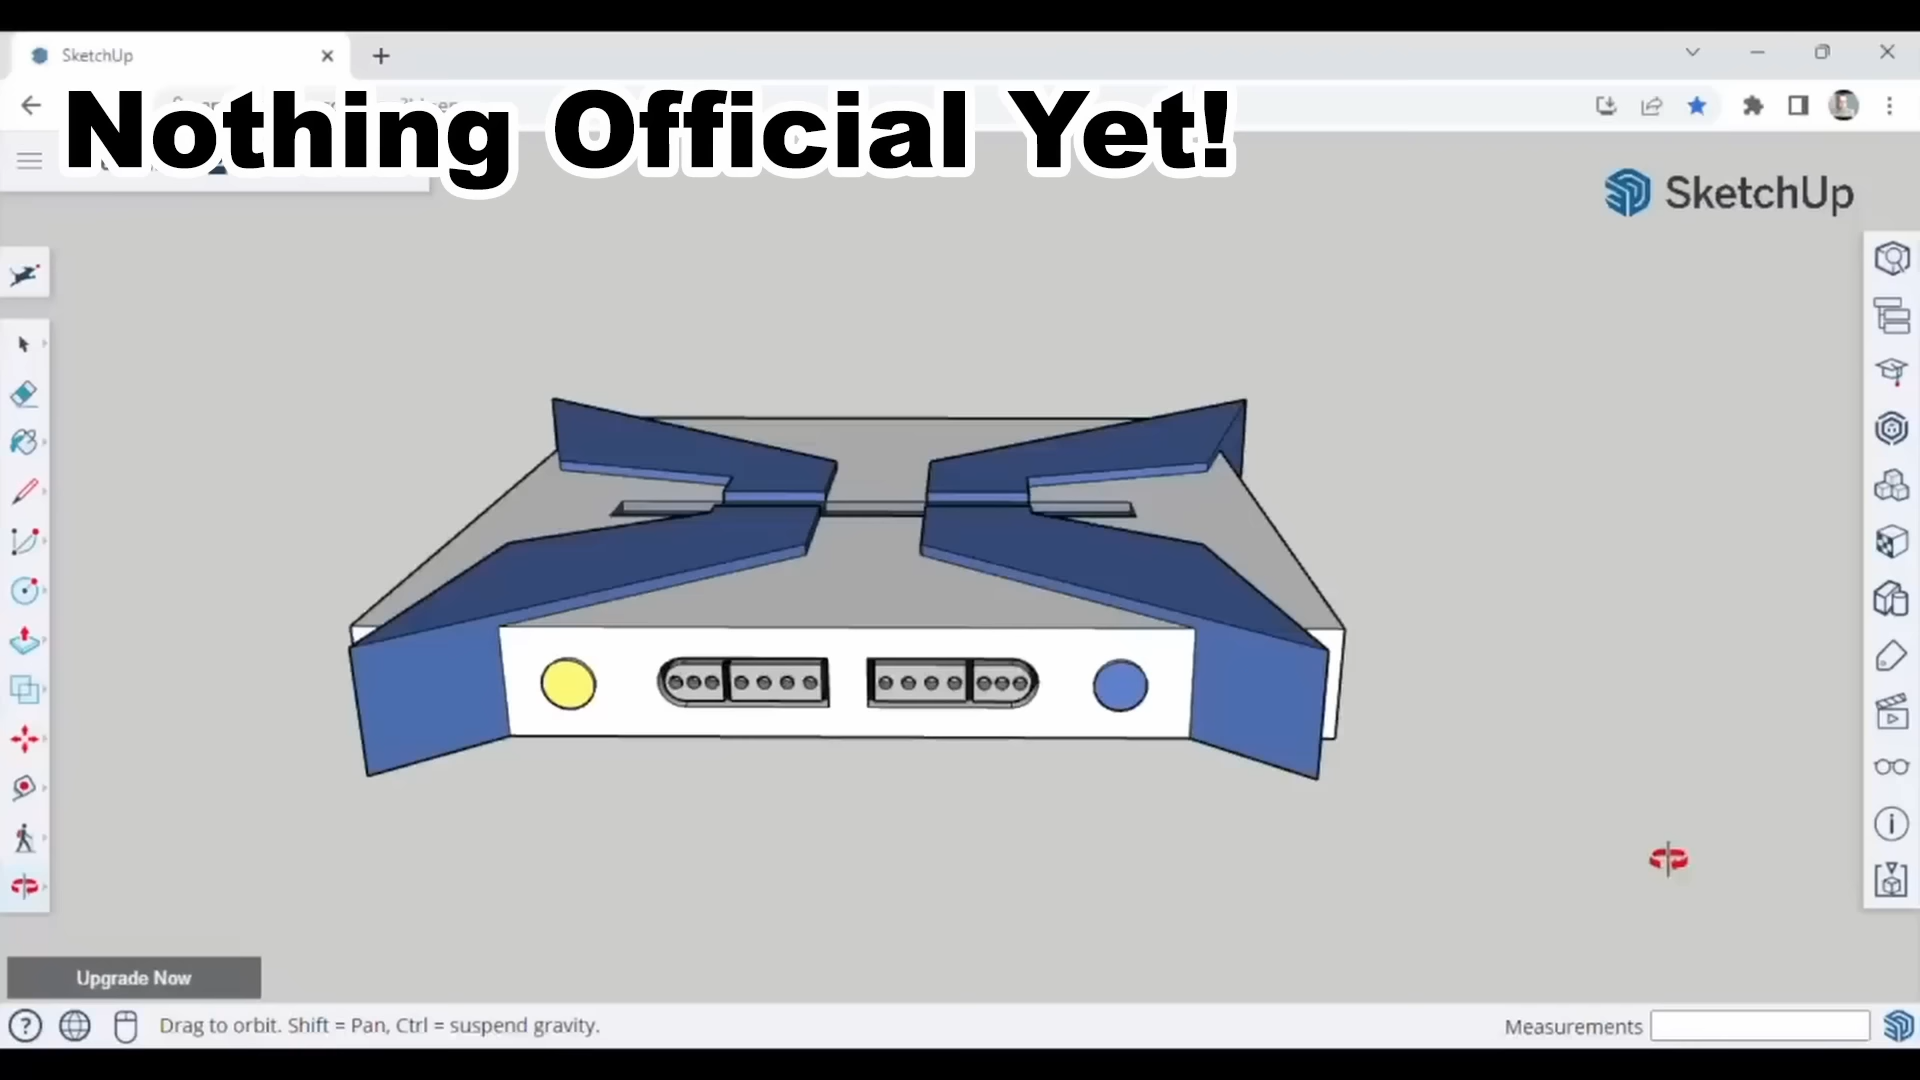 SketchUp
Nothing Official Yet!
SketchUp
Upgrade Now
Drag to orbit. Shift = Pan, Ctrl = suspend gravity.
Measurements